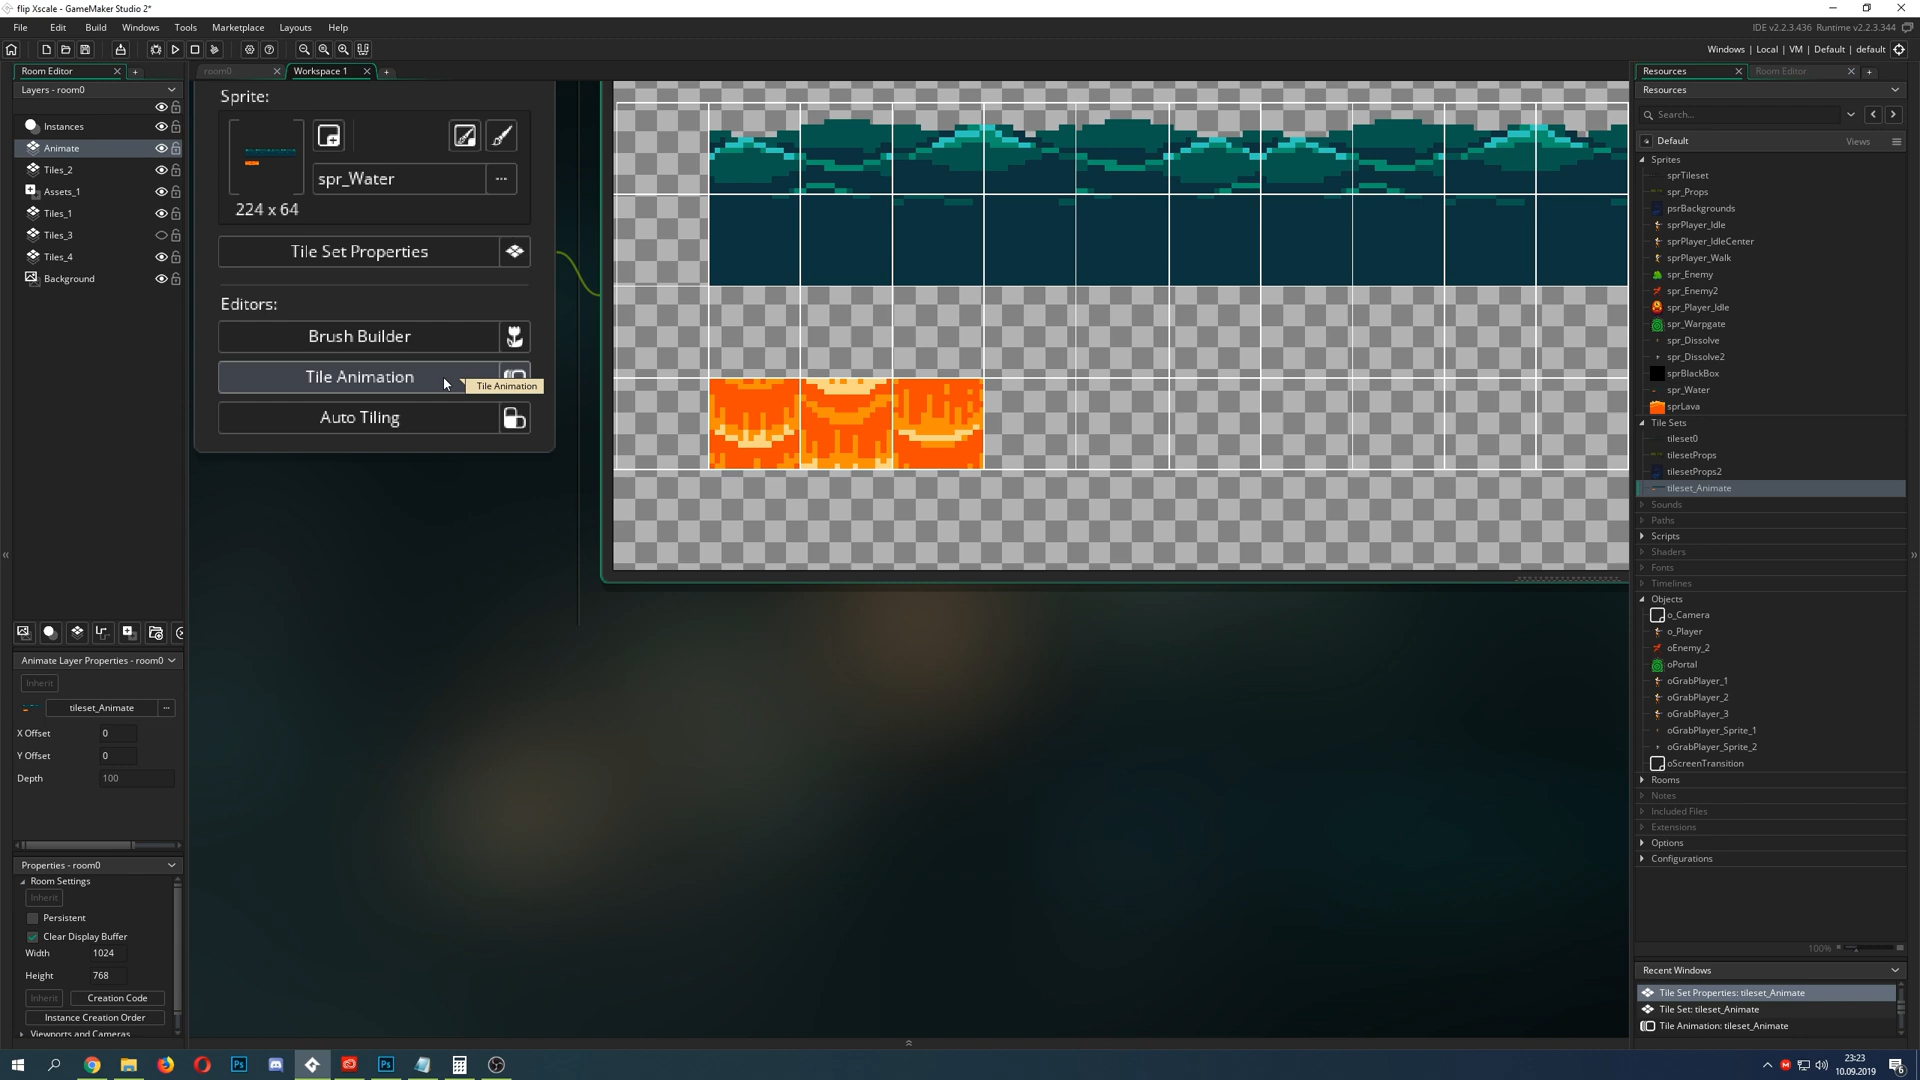 flip Xscale - GameMaker Studio 2*
File Edit Build Windows Tools Marketplace Layouts Help
IDE v2.2.3.436 Runtime v2.2.3.344
Windows | Local | VM | Default | default
Room Editor
room0
Workspace 1
Resources
Room Editor
Layers - room0
Instances
Animate
Tiles_2
Assets_1
Tiles_1
Tiles_3
Tiles_4
Background
Animate Layer Properties - room0
Inherit
tileset_Animate
...
X Offset 0
Y Offset 0
Depth 100
Properties - room0
Room Settings
Inherit
Persistent
Clear Display Buffer
Width 1024
Height 768
Inherit Creation Code
Instance Creation Order
Viewports and Cameras
Sprite:
spr_Water
...
224 x 64
Tile Set Properties
Editors:
Brush Builder
Tile Animation
Tile Animation
Auto Tiling
Resources
Search...
Default
Views
Sprites
sprTileset
spr_Props
psrBackgrounds
sprPlayer_Idle
sprPlayer_IdleCenter
sprPlayer_Walk
spr_Enemy
spr_Enemy2
spr_Player_Idle
spr_Warpgate
spr_Dissolve
spr_Dissolve2
sprBlackBox
spr_Water
sprLava
Tile Sets
tileset0
tilesetProps
tilesetProps2
tileset_Animate
Sounds
Paths
Scripts
Shaders
Fonts
Timelines
Objects
o_Camera
o_Player
oEnemy_2
oPortal
oGrabPlayer_1
oGrabPlayer_2
oGrabPlayer_3
oGrabPlayer_Sprite_1
oGrabPlayer_Sprite_2
oScreenTransition
Rooms
Notes
Included Files
Extensions
Options
Configurations
100%
Recent Windows
Tile Set Properties: tileset_Animate
Tile Set: tileset_Animate
Tile Animation: tileset_Animate
23:23
10.09.2019